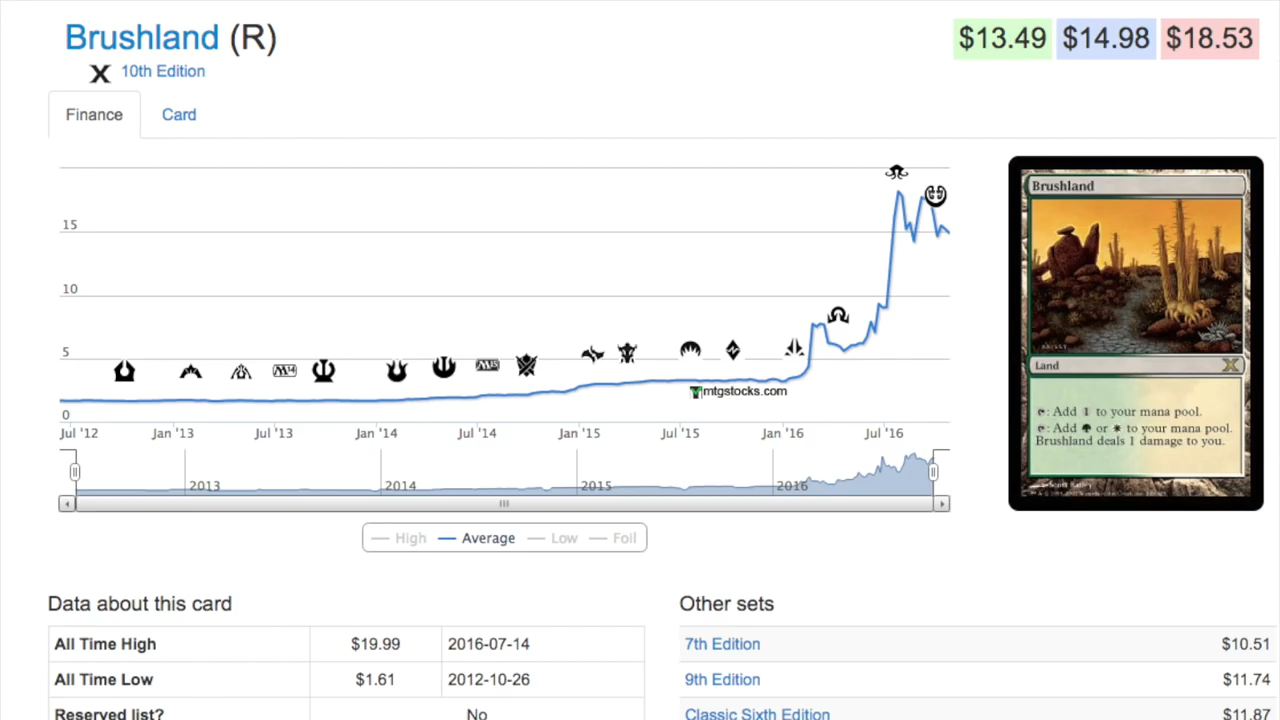 Brushland (R)
$13.49 $14.98 $18.53
X 10th Edition
Finance Card
15
10
5
0
M14
M15
mtgstocks.com
Jul '12 Jan '13 Jul '13 Jan '14 Jul '14 Jan '15 Jul '15 Jan '16 Jul '16
2013 2014 2015 2016
High Average Low Foil
Brushland
Land
: Add 1 to your mana pool.
: Add or to your mana pool.
Brushland deals 1 damage to you.
Data about this card
All Time High $19.99 2016-07-14
All Time Low $1.61 2012-10-26
Reserved list? No
Other sets
7th Edition $10.51
9th Edition $11.74
Classic Sixth Edition $11.87